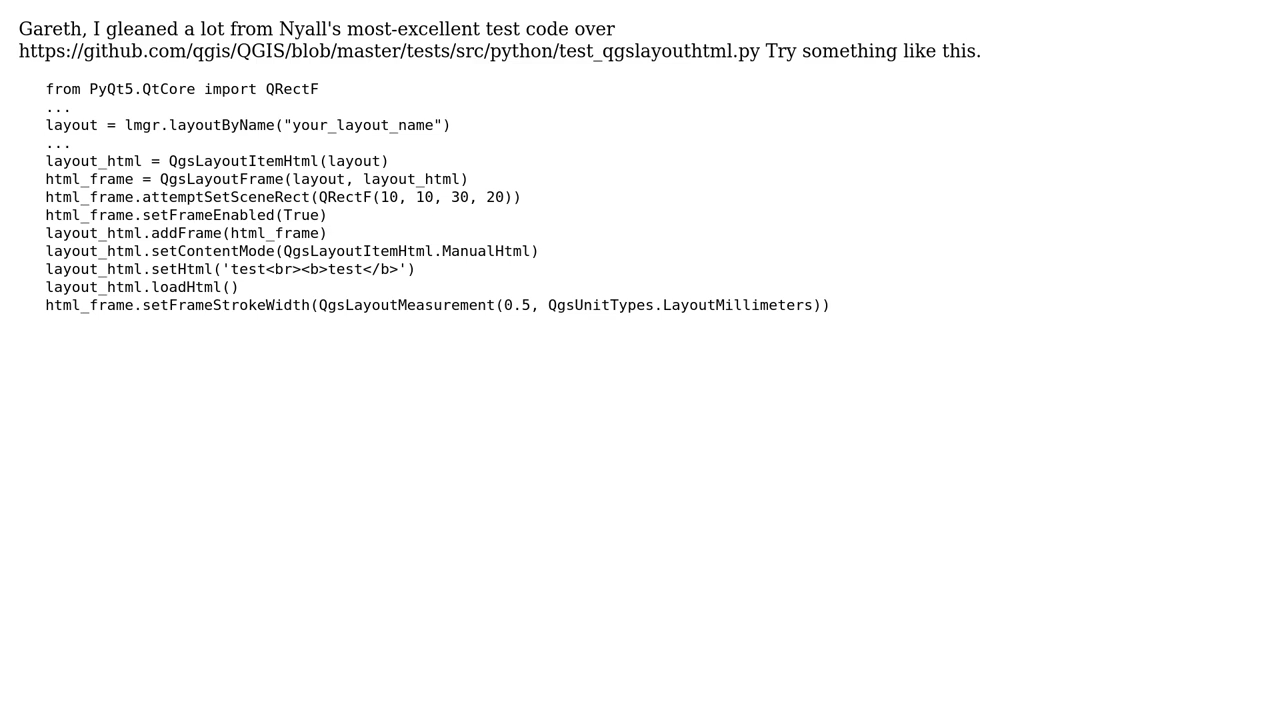 Gareth, I gleaned a lot from Nyall's most-excellent test code over
https://github.com/qgis/QGIS/blob/master/tests/src/python/test_qgslayouthtml.py Try something like this.
from PyQt5.QtCore import QRectF
...
layout = lmgr.layoutByName("your_layout_name")
...
layout_html = QgsLayoutItemHtml(layout)
html_frame = QgsLayoutFrame(layout, layout_html)
html_frame.attemptSetSceneRect(QRectF(10, 10, 30, 20))
html_frame.setFrameEnabled(True)
layout_html.addFrame(html_frame)
layout_html.setContentMode(QgsLayoutItemHtml.ManualHtml)
layout_html.setHtml('test<br><b>test</b>')
layout_html.loadHtml()
html_frame.setFrameStrokeWidth(QgsLayoutMeasurement(0.5, QgsUnitTypes.LayoutMillimeters))